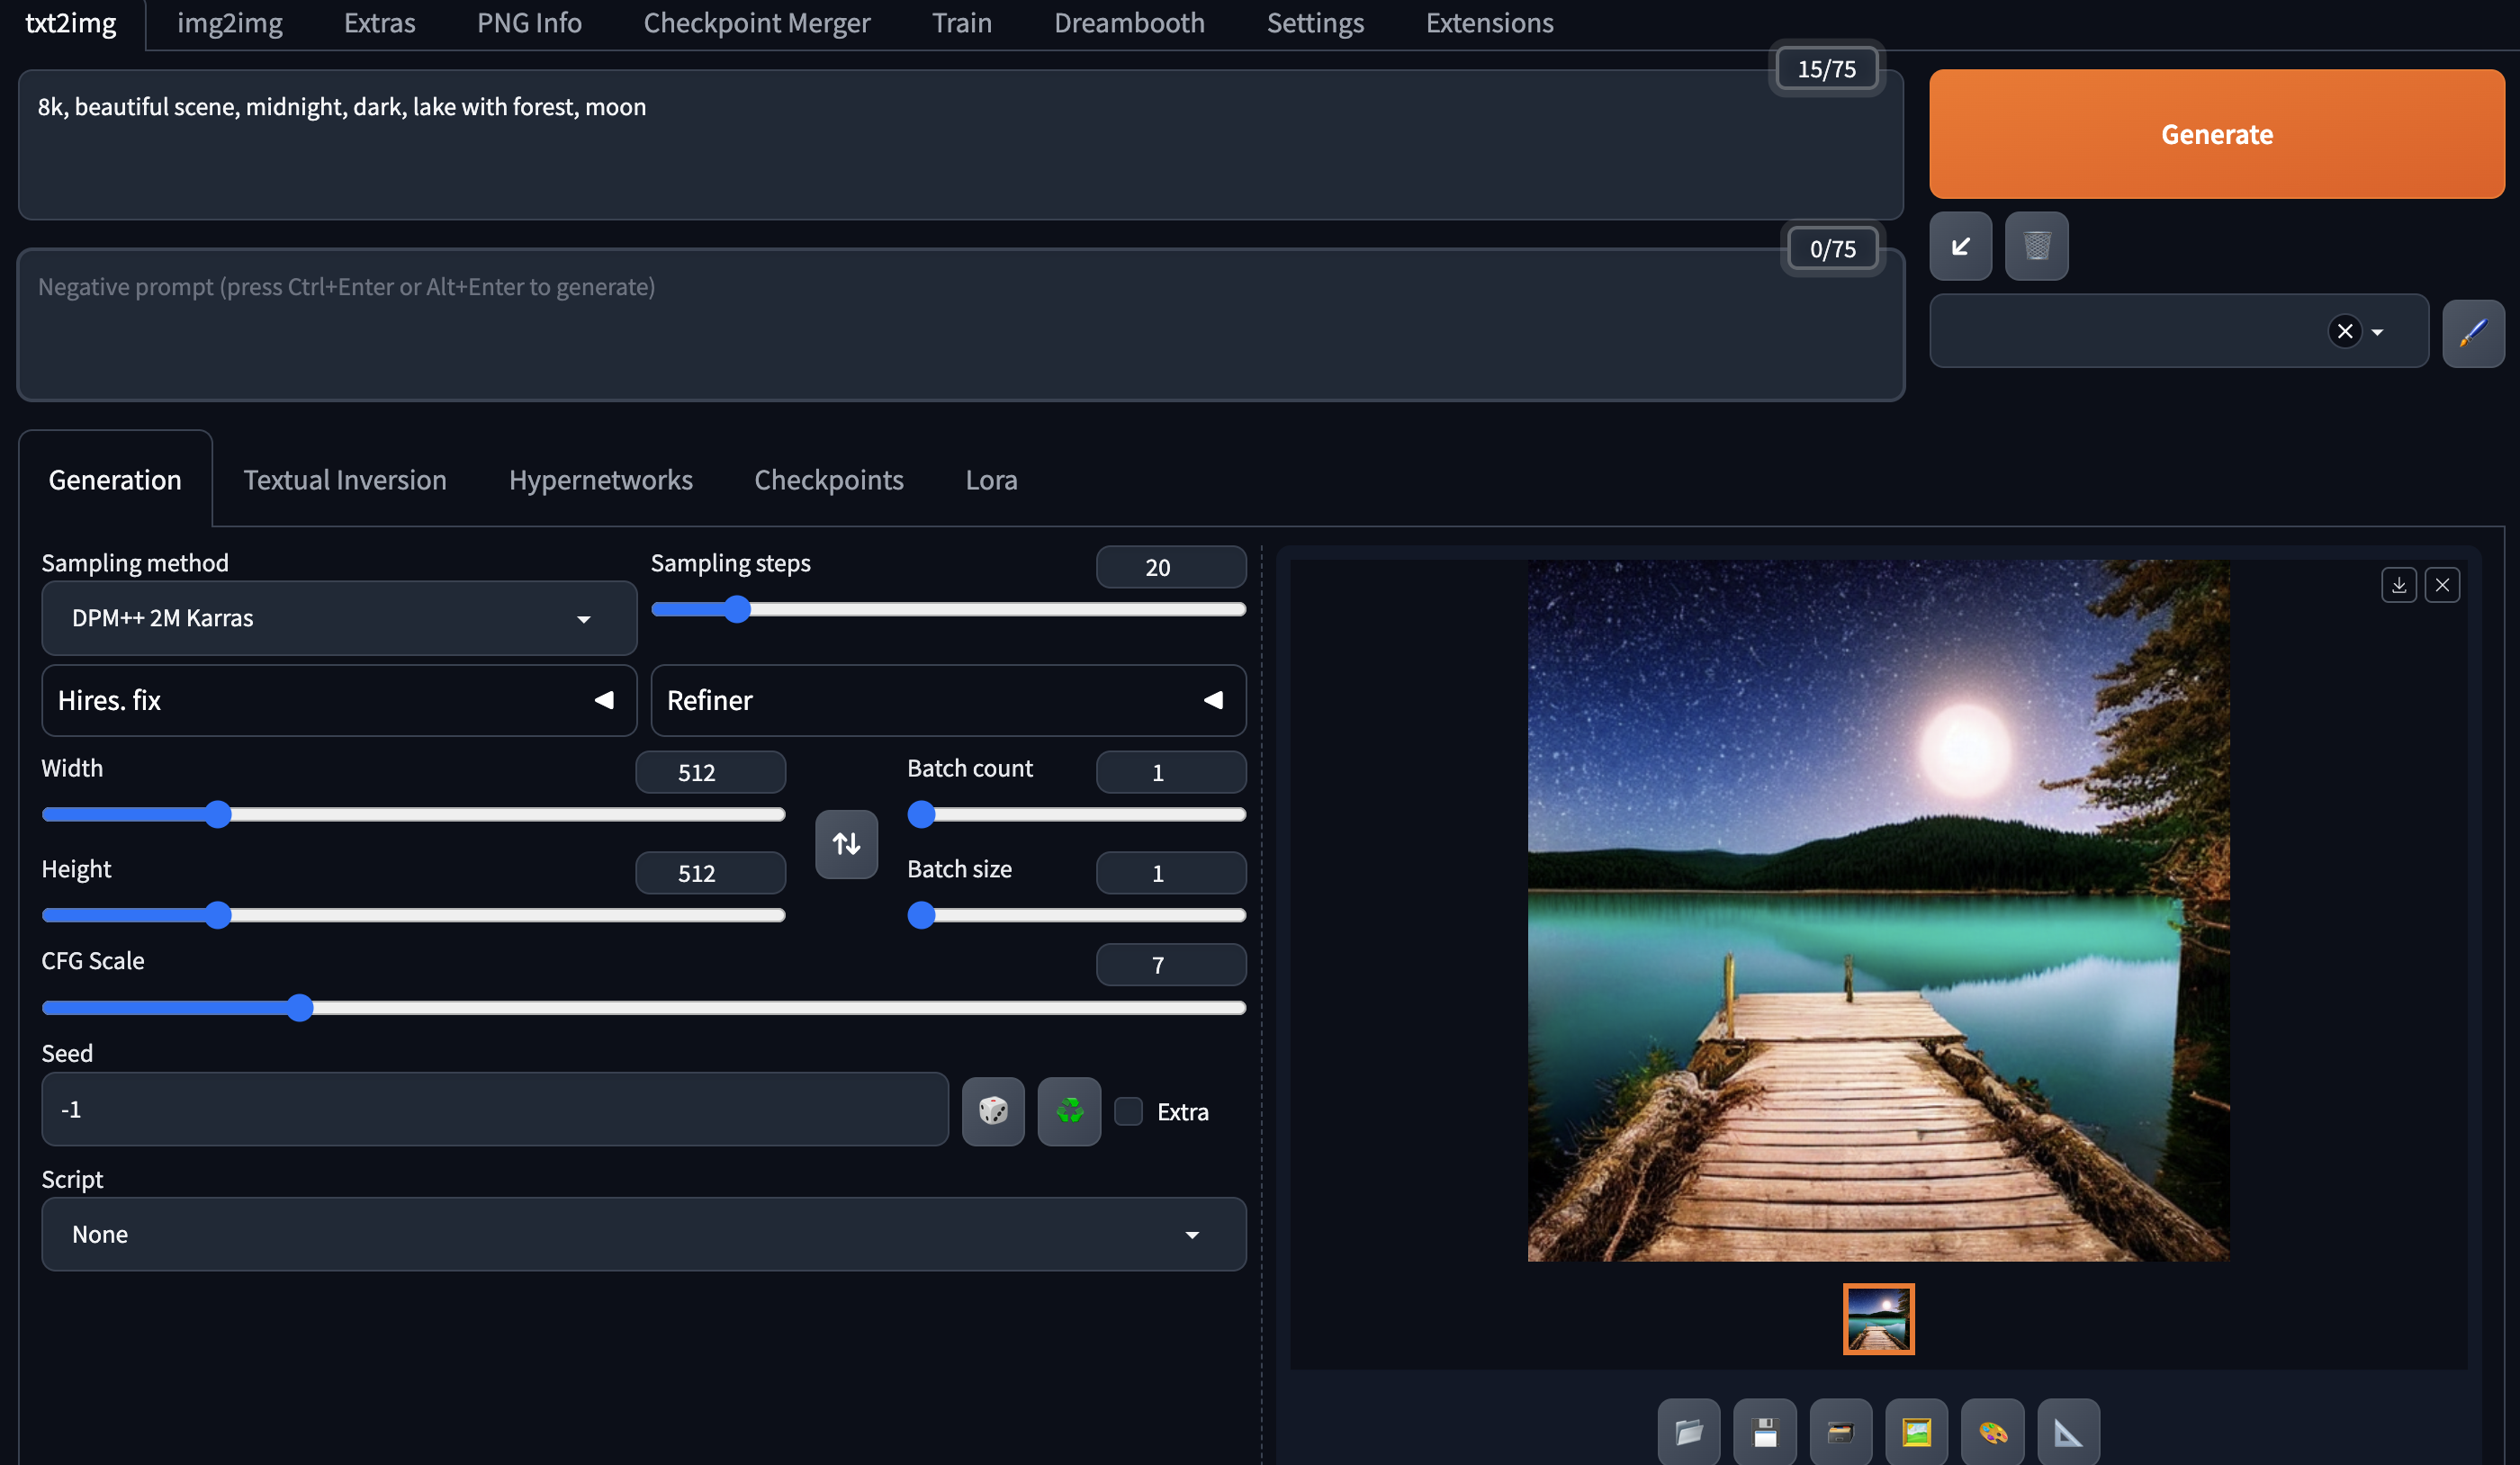 txt2img img2img Extras PNG Info Checkpoint Merger Train Dreambooth Settings Extensions
15/75
8k, beautiful scene, midnight, dark, lake with forest, moon
Generate
0/75
Negative prompt (press Ctrl+Enter or Alt+Enter to generate)
Generation Textual Inversion Hypernetworks Checkpoints Lora
Sampling method
DPM++ 2M Karras
Sampling steps
20
Hires. fix
Refiner
Width
512
Batch count
1
Height
512
Batch size
1
CFG Scale
7
Seed
-1
Extra
Script
None